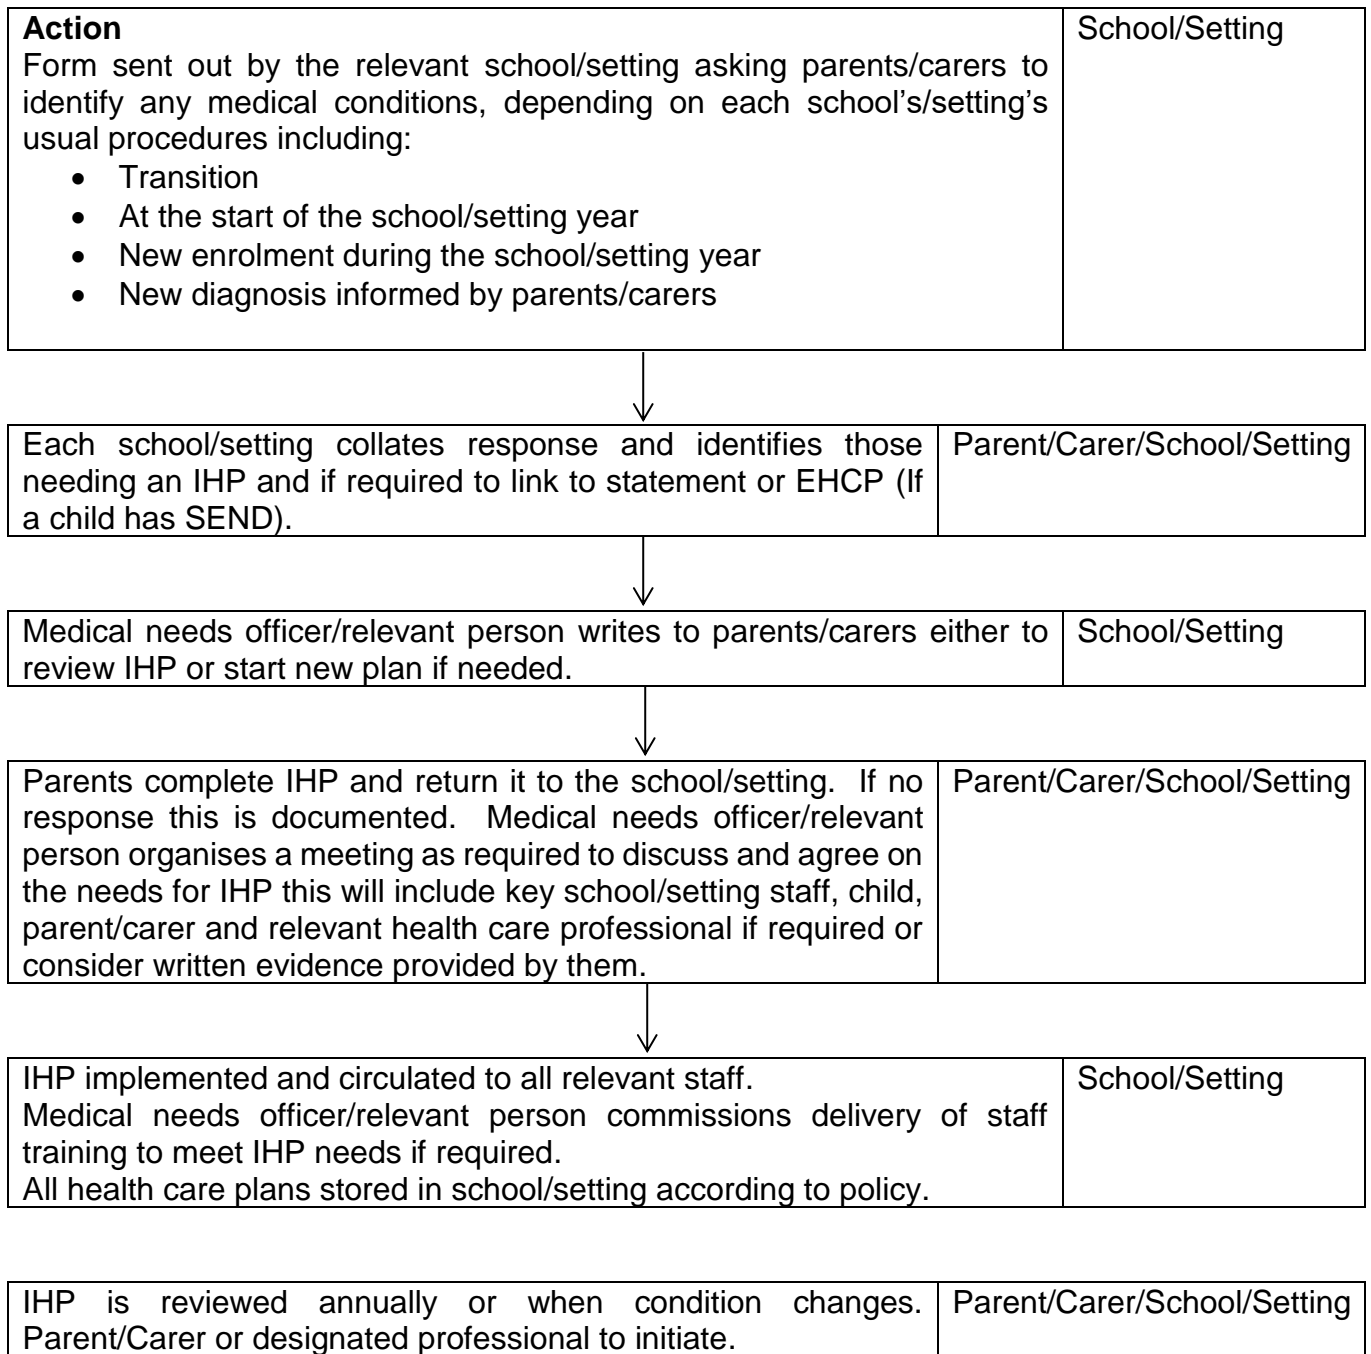 Action
School/Setting
Form sent out by the relevant school/setting asking parents/carers to
identify any medical conditions, depending on each school's/setting's
usual procedures including:
• Transition
• At the start of the school/setting year
• New enrolment during the school/setting year
• New diagnosis informed by parents/carers
Each school/setting collates response and identifies those
needing an IHP and if required to link to statement or EHCP (If
a child has SEND).
Parent/Carer/School/Setting
Medical needs officer/relevant person writes to parents/carers either to
review IHP or start new plan if needed.
School/Setting
Parents complete IHP and return it to the school/setting. If no
response this is documented. Medical needs officer/relevant
person organises a meeting as required to discuss and agree on
the needs for IHP this will include key school/setting staff, child,
parent/carer and relevant health care professional if required or
consider written evidence provided by them.
Parent/Carer/School/Setting
IHP implemented and circulated to all relevant staff.
Medical needs officer/relevant person commissions delivery of staff
training to meet IHP needs if required.
All health care plans stored in school/setting according to policy.
School/Setting
IHP is reviewed annually or when condition changes.
Parent/Carer or designated professional to initiate.
Parent/Carer/School/Setting